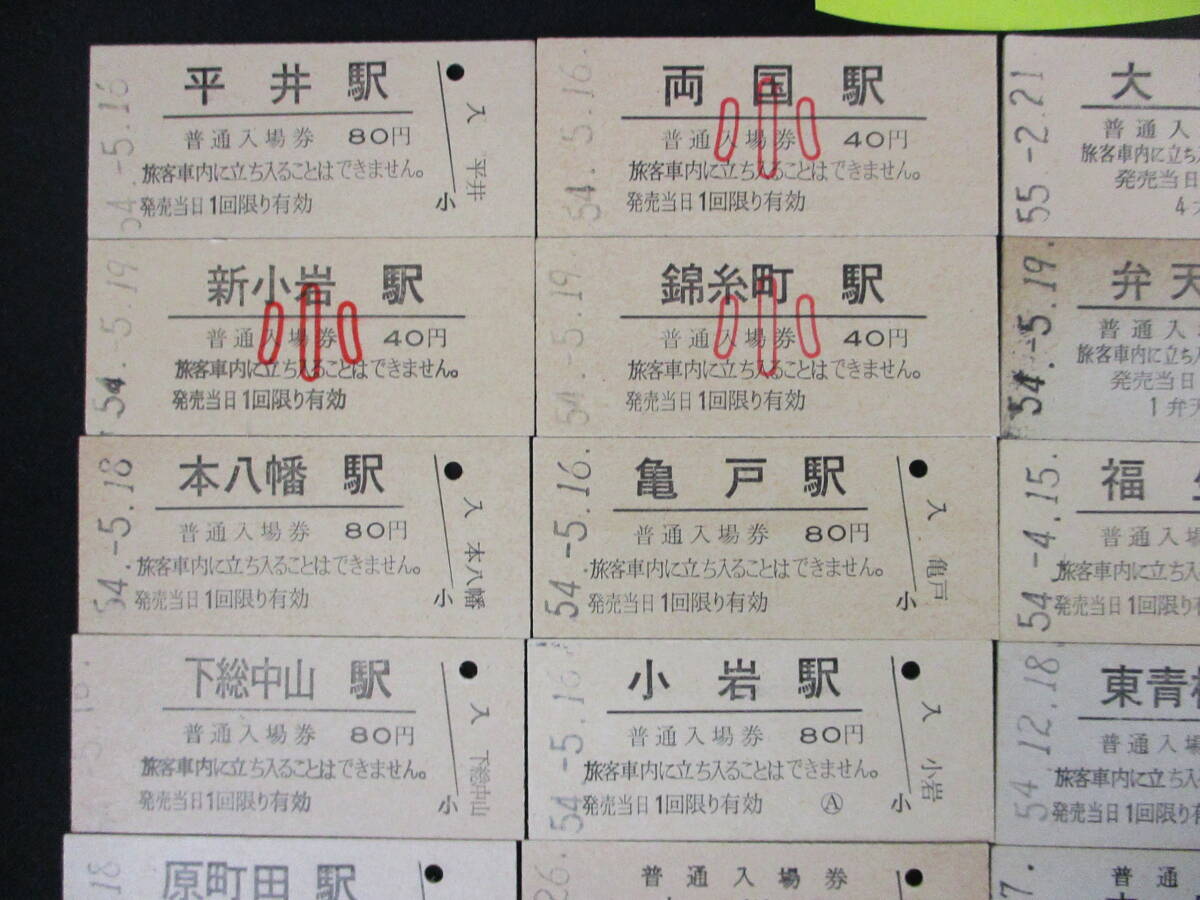 54.-5.16
平井駅
普通入場券 80円
旅客車内に立ち入ることはできません。
発売当日1回限り有効
入 平井
小
54.-5.16.
両国駅
普通入場券 40円
旅客車内に立ち入ることはできません。
発売当日1回限り有効
小
55.-2.21
大
普通入
旅客車内に立ち入
発売当日
4
54.-5.19.
新小岩駅
普通入場券 40円
旅客車内に立ち入ることはできません。
発売当日1回限り有効
小
54.-5.19.
錦糸町駅
普通入場券 40円
旅客車内に立ち入ることはできません。
発売当日1回限り有効
小
54.-5.19.
弁天
普通入
旅客車内に立ち入
発売当日
1弁天
54.-5.18
本八幡駅
普通入場券 80円
旅客車内に立ち入ることはできません。
発売当日1回限り有効
入 本八幡
小
54.-5.16.
亀戸駅
普通入場券 80円
旅客車内に立ち入ることはできません。
発売当日1回限り有効
入 亀戸
小
54.-4.15.
福
普通入場
旅客車内に立ち入
発売当日1回限り
下総中山駅
普通入場券 80円
旅客車内に立ち入ることはできません。
発売当日1回限り有効
入 下総中山
小
54.-5.16.
小岩駅
普通入場券 80円
旅客車内に立ち入ることはできません。
発売当日1回限り有効 Ⓐ
入 小岩
小
54.12.18
東青梅
普通入場
旅客車内に立ち入
発売当日1回限り有
18
原町田駅
26.
普通入場券
7.
普通